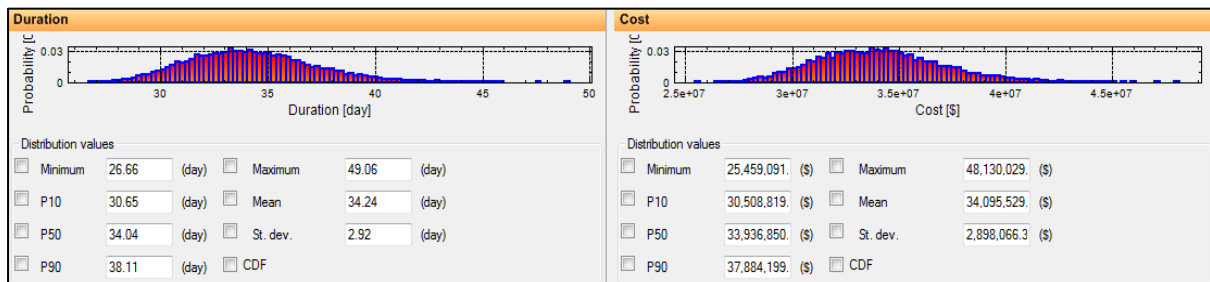 Duration
Probability [C
0.03
0
30 35 40 45 50
Duration [day]
Distribution values
Minimum 26.66 (day) Maximum 49.06 (day)
P10 30.65 (day) Mean 34.24 (day)
P50 34.04 (day) St. dev. 2.92 (day)
P90 38.11 (day) CDF
Cost
Probability [C
0.03
0
2.5e+07 3e+07 3.5e+07 4e+07 4.5e+07
Cost [$]
Distribution values
Minimum 25,459,091. ($) Maximum 48,130,029. ($)
P10 30,508,819. ($) Mean 34,095,529. ($)
P50 33,936,850. ($) St. dev. 2,898,066.3 ($)
P90 37,884,199. ($) CDF